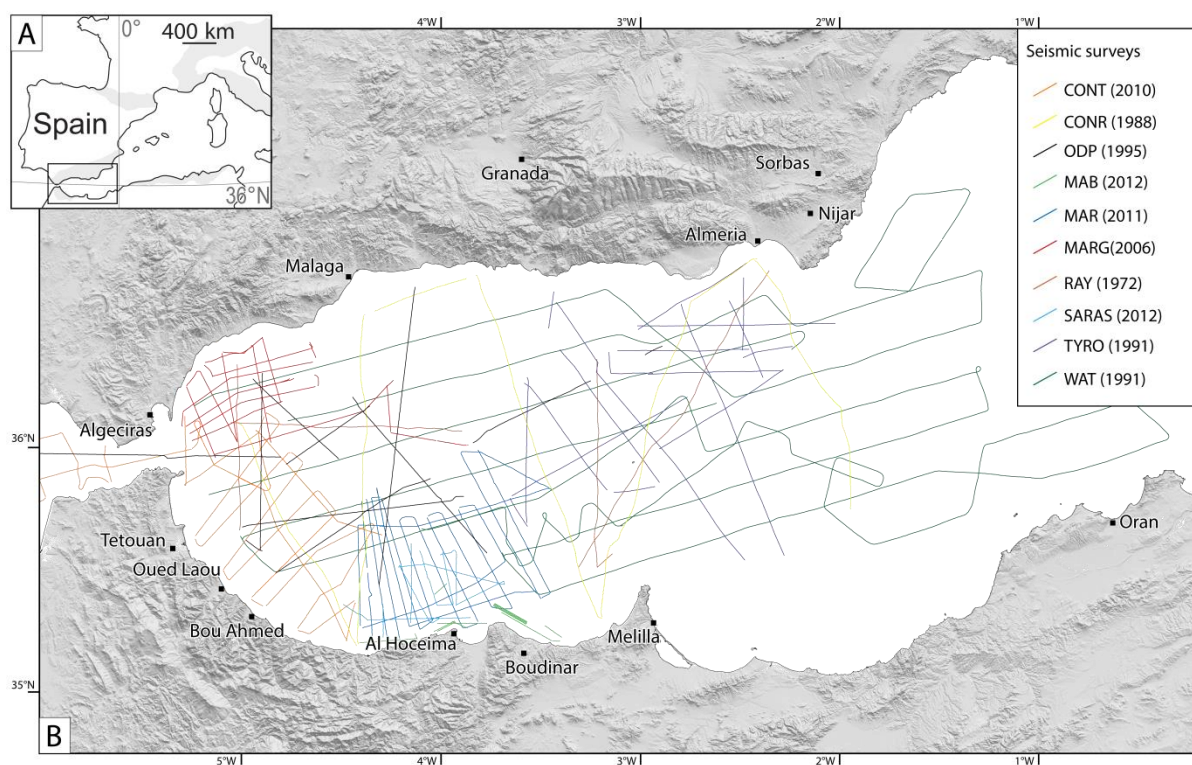 A
0°
400 km
Spain
36°N
4°W
3°W
2°W
1°W
Seismic surveys
CONT (2010)
CONR (1988)
ODP (1995)
MAB (2012)
MAR (2011)
MARG(2006)
RAY (1972)
SARAS (2012)
TYRO (1991)
WAT (1991)
Granada
Sorbas
Nijar
Almeria
Malaga
Algeciras
36°N
Tetouan
Oued Laou
Bou Ahmed
Al Hoceima
Boudinar
Melilla
Oran
35°N
B
5°W
4°W
3°W
2°W
1°W